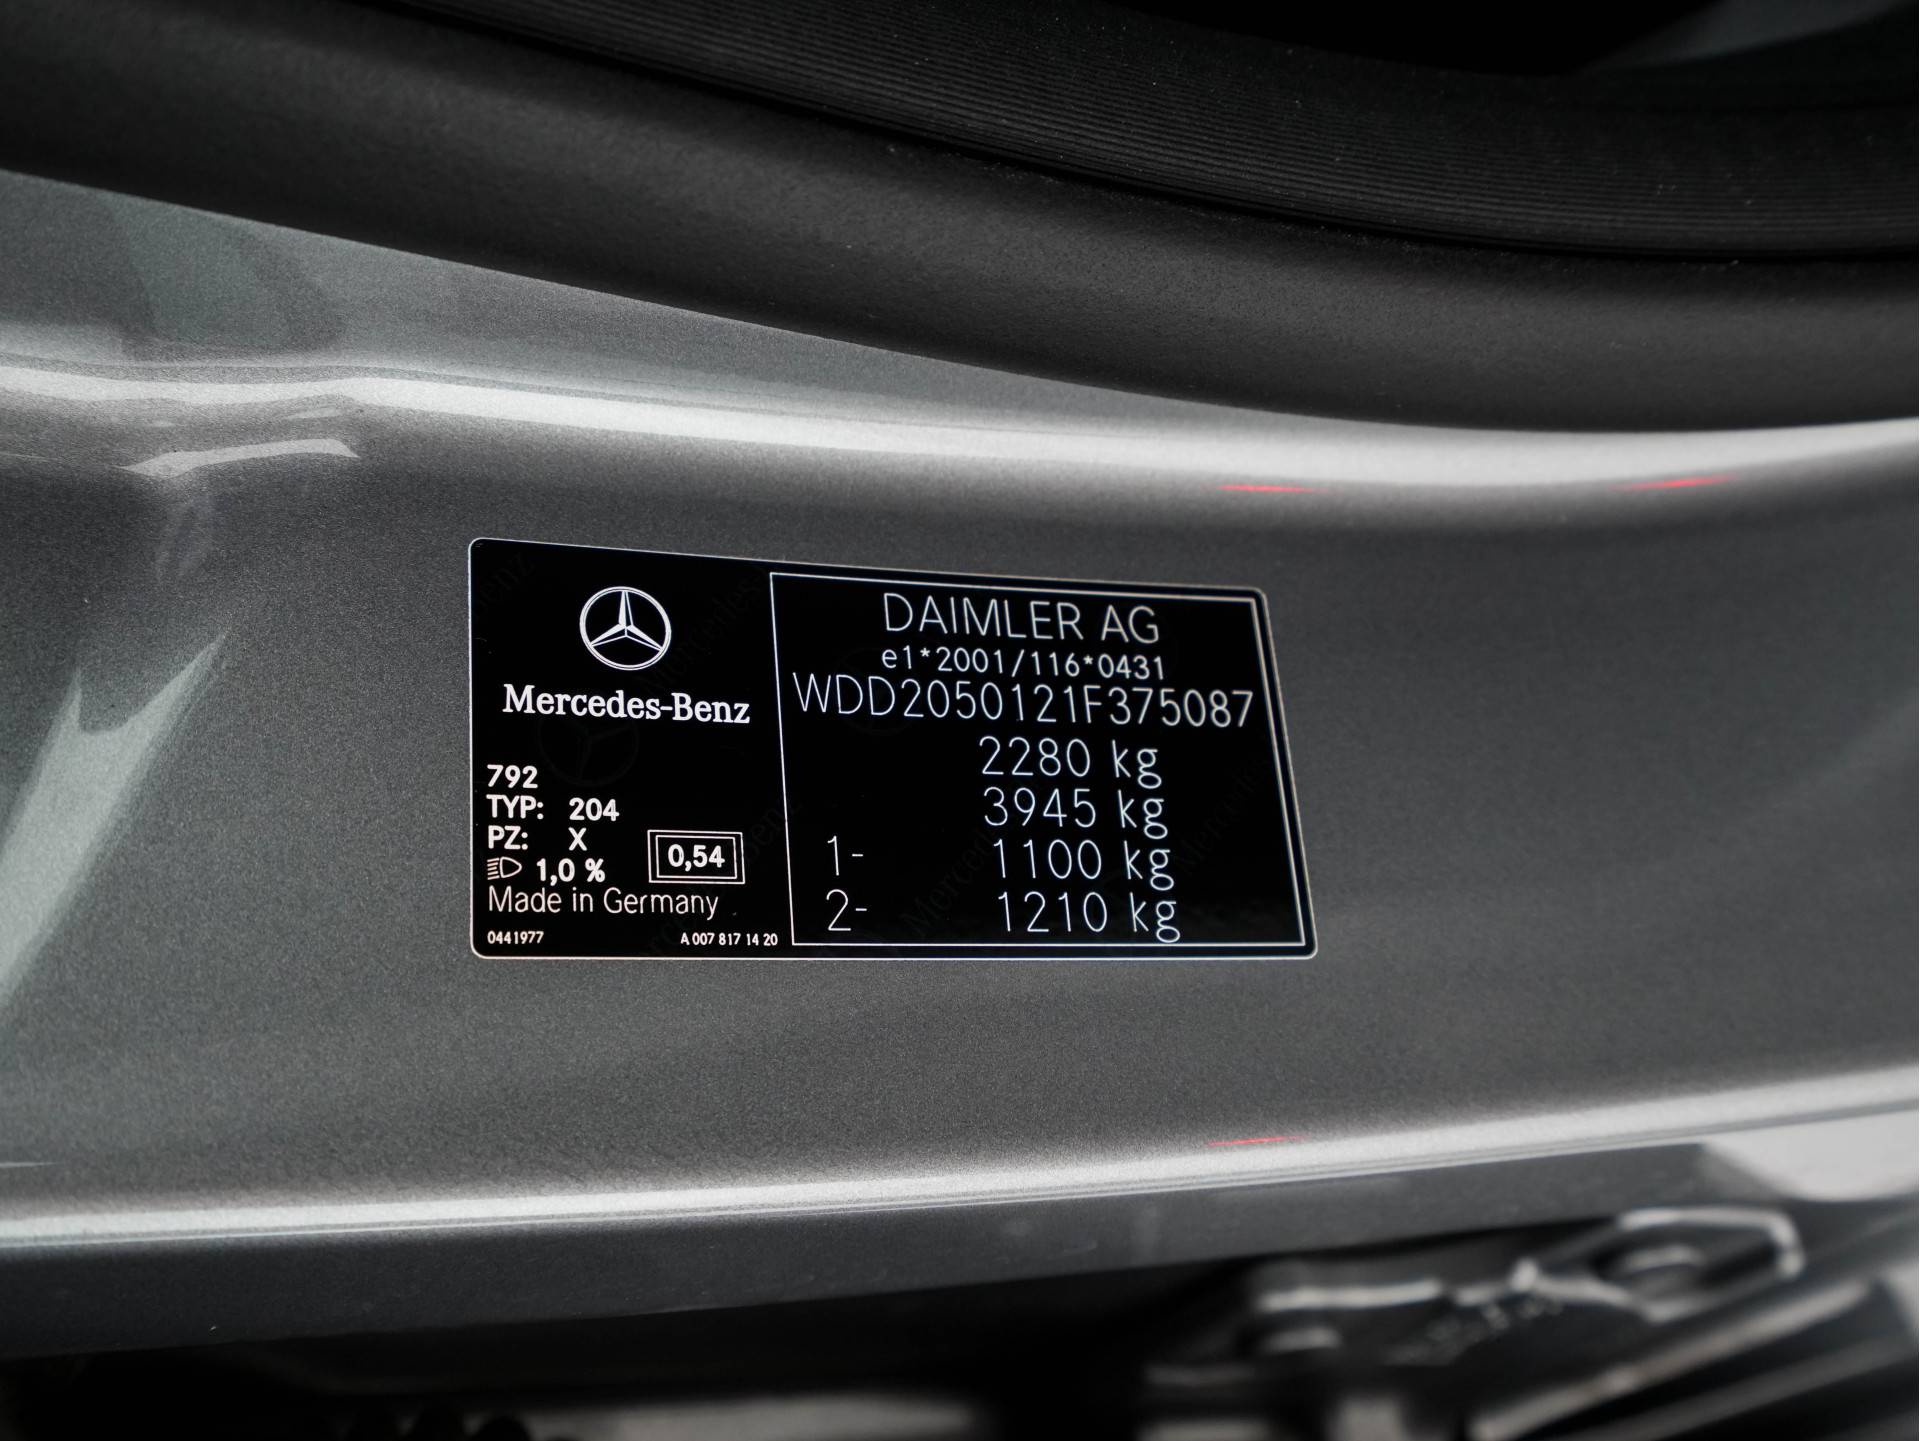 Mercedes-Benz
792
TYP: 204
PZ: X
1,0 %
0,54
Made in Germany
0441977
A 007 817 14 20
DAIMLER AG
e1*2001/116*0431
WDD2050121F375087
2280 kg
3945 kg
1- 1100 kg
2- 1210 kg